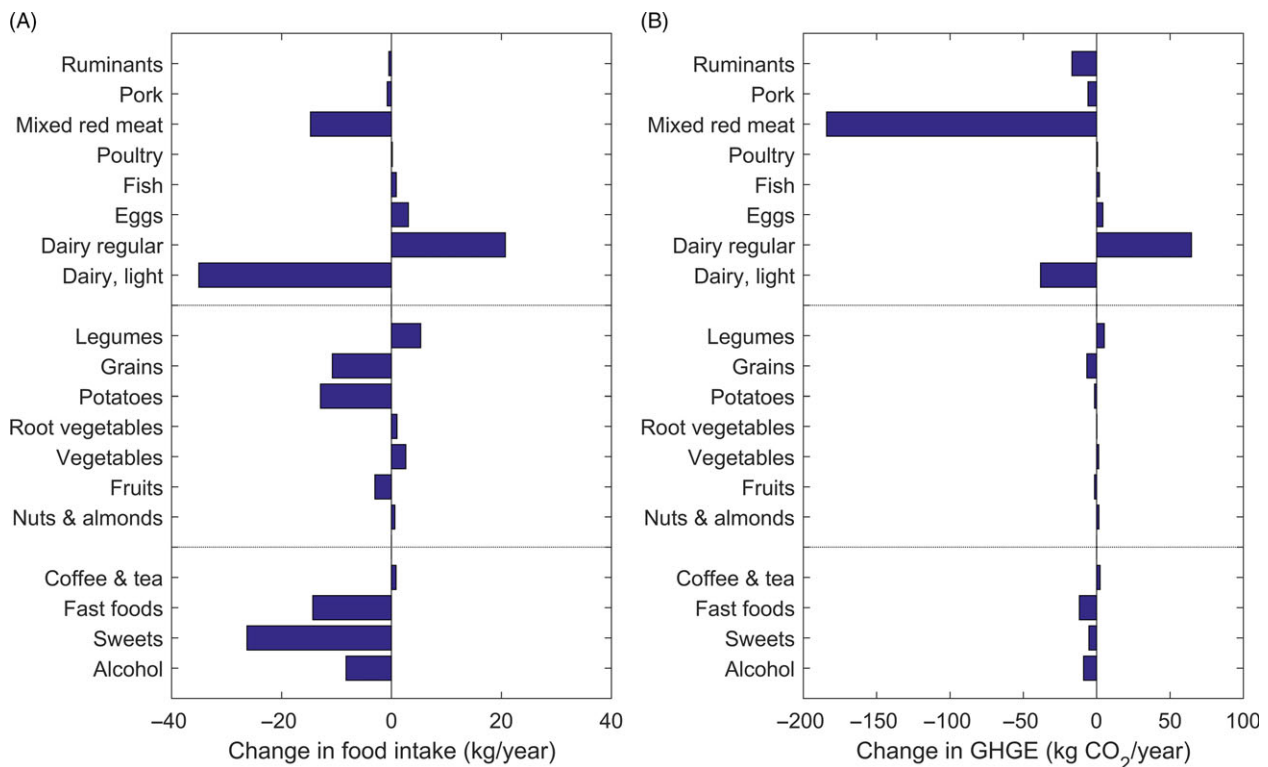 (A)
Ruminants
Pork
Mixed red meat
Poultry
Fish
Eggs
Dairy regular
Dairy, light
Legumes
Grains
Potatoes
Root vegetables
Vegetables
Fruits
Nuts & almonds
Coffee & tea
Fast foods
Sweets
Alcohol
–40 –20 0 20 40
Change in food intake (kg/year)
(B)
Ruminants
Pork
Mixed red meat
Poultry
Fish
Eggs
Dairy regular
Dairy, light
Legumes
Grains
Potatoes
Root vegetables
Vegetables
Fruits
Nuts & almonds
Coffee & tea
Fast foods
Sweets
Alcohol
–200 –150 –100 –50 0 50 100
Change in GHGE (kg CO₂/year)